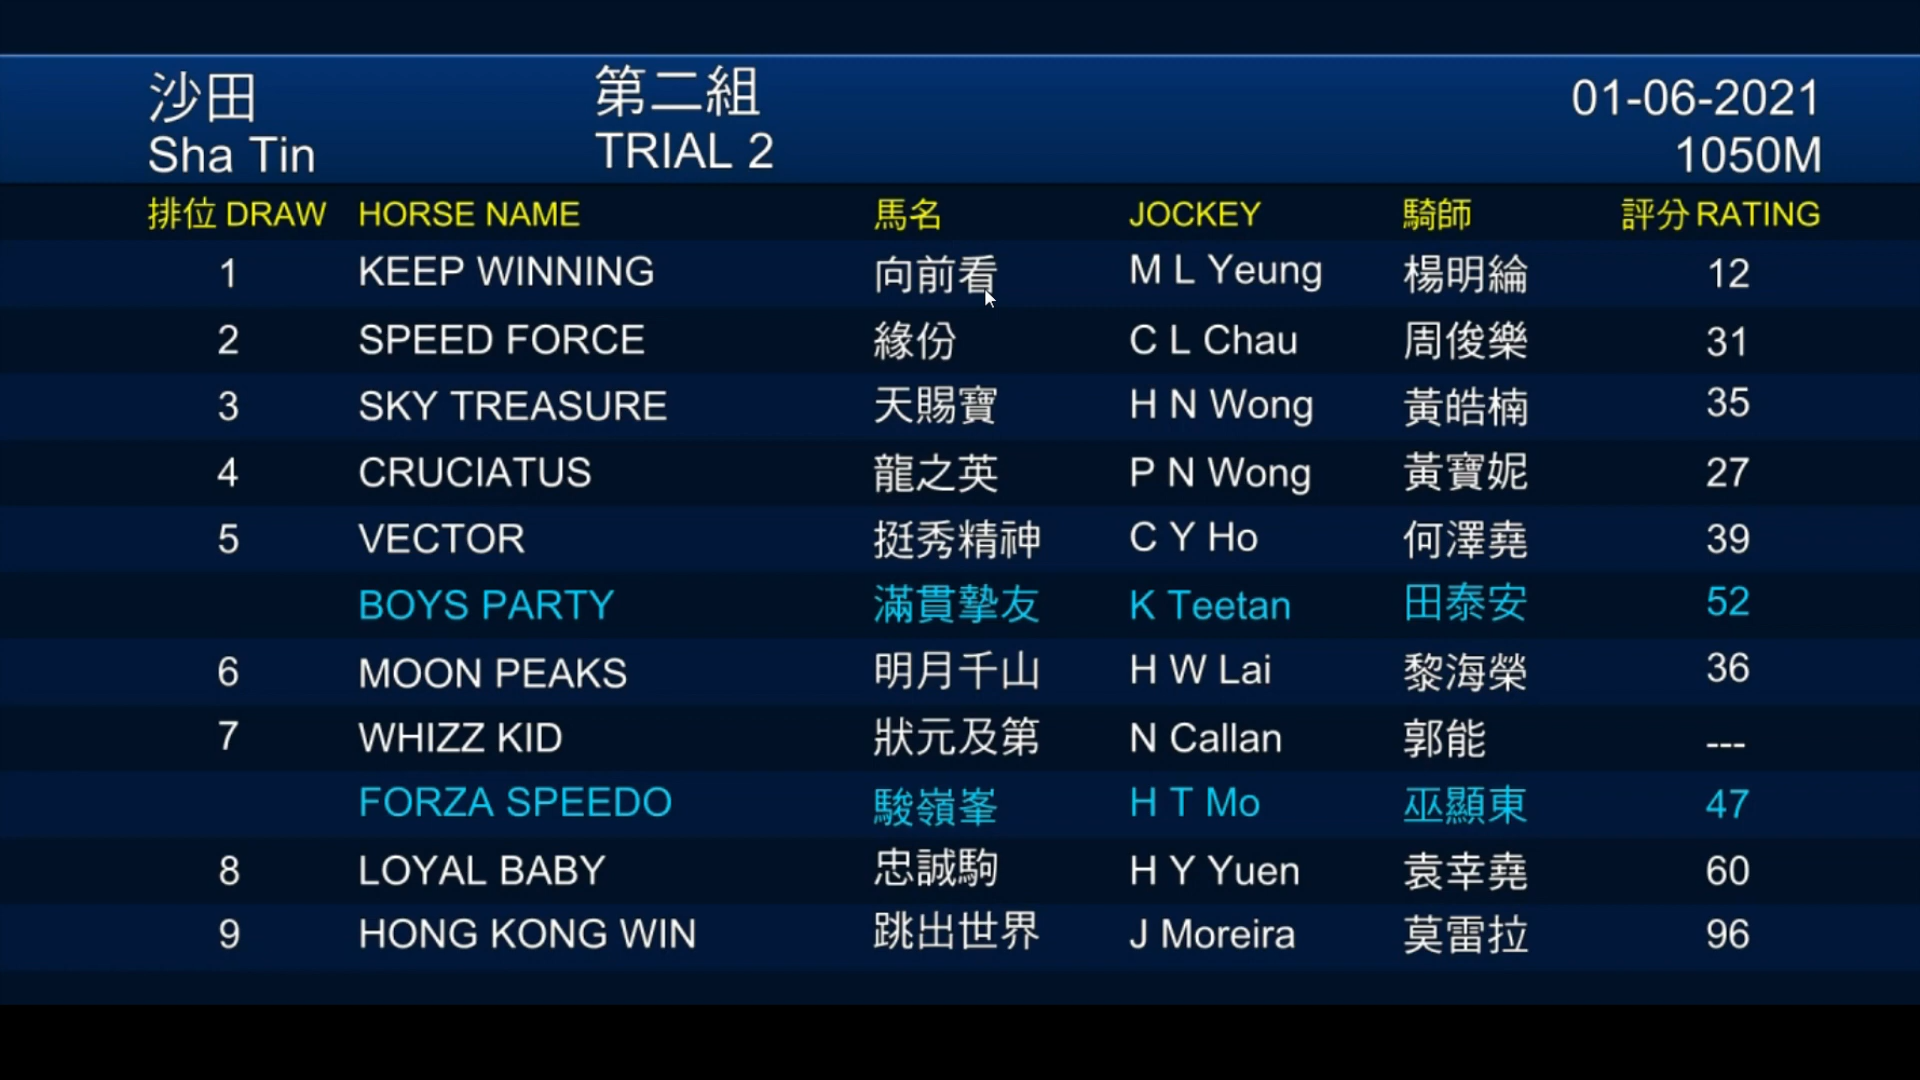 沙田 第二組 01-06-2021
Sha Tin TRIAL 2 1050M
排位 DRAW HORSE NAME 馬名 JOCKEY 騎師 評分 RATING
1 KEEP WINNING 向前看 M L Yeung 楊明綸 12
2 SPEED FORCE 緣份 C L Chau 周俊樂 31
3 SKY TREASURE 天賜寶 H N Wong 黃皓楠 35
4 CRUCIATUS 龍之英 P N Wong 黃寶妮 27
5 VECTOR 挺秀精神 C Y Ho 何澤堯 39
BOYS PARTY 滿貫摯友 K Teetan 田泰安 52
6 MOON PEAKS 明月千山 H W Lai 黎海榮 36
7 WHIZZ KID 狀元及第 N Callan 郭能 ---
FORZA SPEEDO 駿嶺峯 H T Mo 巫顯東 47
8 LOYAL BABY 忠誠駒 H Y Yuen 袁幸堯 60
9 HONG KONG WIN 跳出世界 J Moreira 莫雷拉 96